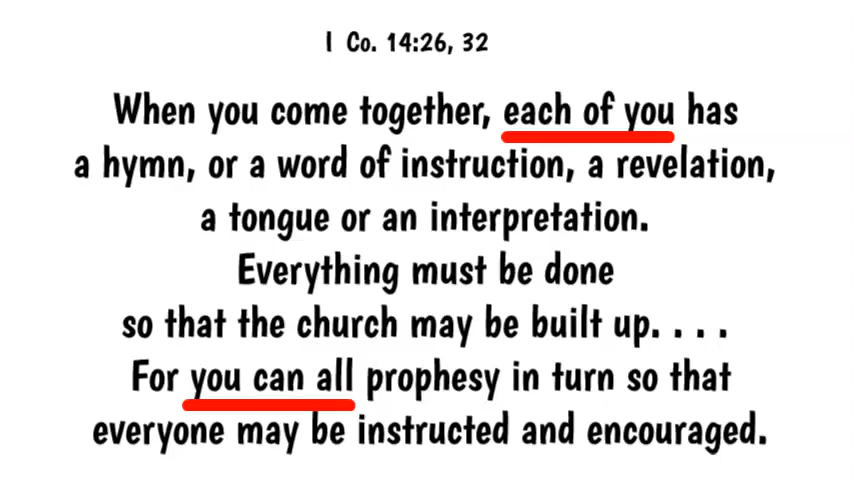 I Co. 14:26, 32
When you come together, each of you has
a hymn, or a word of instruction, a revelation,
a tongue or an interpretation.
Everything must be done
so that the church may be built up. . . .
For you can all prophesy in turn so that
everyone may be instructed and encouraged.